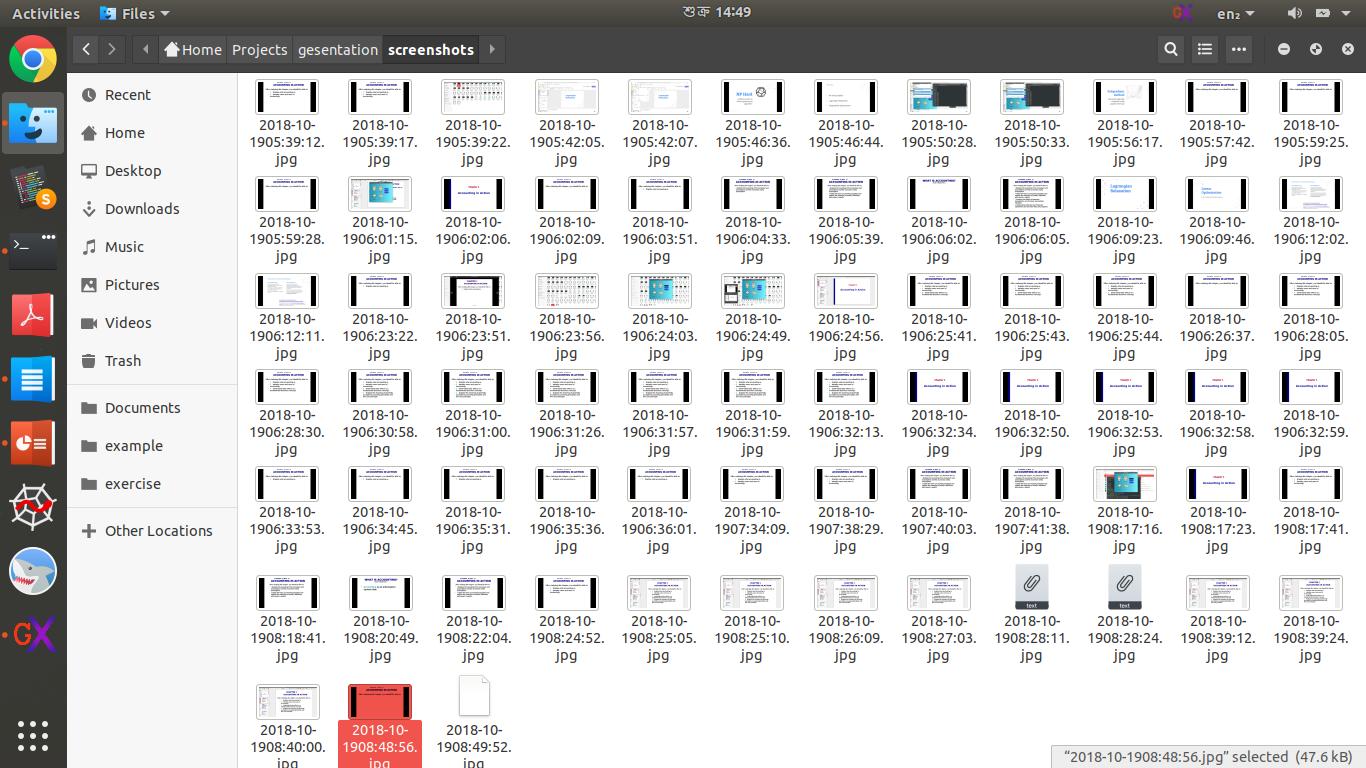 Activities Files শুক্র 14:49 en₂
Home Projects gesentation screenshots
Recent
Home
Desktop
Downloads
Music
Pictures
Videos
Trash
Documents
example
exercise
Other Locations
2018-10- 2018-10- 2018-10- 2018-10- 2018-10- 2018-10- 2018-10- 2018-10- 2018-10- 2018-10- 2018-10- 2018-10-
1905:39:12. 1905:39:17. 1905:39:22. 1905:42:05. 1905:42:07. 1905:46:36. 1905:46:44. 1905:50:28. 1905:50:33. 1905:56:17. 1905:57:42. 1905:59:25.
jpg jpg jpg jpg jpg jpg jpg jpg jpg jpg jpg jpg
2018-10- 2018-10- 2018-10- 2018-10- 2018-10- 2018-10- 2018-10- 2018-10- 2018-10- 2018-10- 2018-10- 2018-10-
1905:59:28. 1906:01:15. 1906:02:06. 1906:02:09. 1906:03:51. 1906:04:33. 1906:05:39. 1906:06:02. 1906:06:05. 1906:09:23. 1906:09:46. 1906:12:02.
jpg jpg jpg jpg jpg jpg jpg jpg jpg jpg jpg jpg
2018-10- 2018-10- 2018-10- 2018-10- 2018-10- 2018-10- 2018-10- 2018-10- 2018-10- 2018-10- 2018-10- 2018-10-
1906:12:11. 1906:23:22. 1906:23:51. 1906:23:56. 1906:24:03. 1906:24:49. 1906:24:56. 1906:25:41. 1906:25:43. 1906:25:44. 1906:26:37. 1906:28:05.
jpg jpg jpg jpg jpg jpg jpg jpg jpg jpg jpg jpg
2018-10- 2018-10- 2018-10- 2018-10- 2018-10- 2018-10- 2018-10- 2018-10- 2018-10- 2018-10- 2018-10- 2018-10-
1906:28:30. 1906:30:58. 1906:31:00. 1906:31:26. 1906:31:57. 1906:31:59. 1906:32:13. 1906:32:34. 1906:32:50. 1906:32:53. 1906:32:58. 1906:32:59.
jpg jpg jpg jpg jpg jpg jpg jpg jpg jpg jpg jpg
2018-10- 2018-10- 2018-10- 2018-10- 2018-10- 2018-10- 2018-10- 2018-10- 2018-10- 2018-10- 2018-10- 2018-10-
1906:33:53. 1906:34:45. 1906:35:31. 1906:35:36. 1906:36:01. 1907:34:09. 1907:38:29. 1907:40:03. 1907:41:38. 1908:17:16. 1908:17:23. 1908:17:41.
jpg jpg jpg jpg jpg jpg jpg jpg jpg jpg jpg jpg
text text
2018-10- 2018-10- 2018-10- 2018-10- 2018-10- 2018-10- 2018-10- 2018-10- 2018-10- 2018-10- 2018-10- 2018-10-
1908:18:41. 1908:20:49. 1908:22:04. 1908:24:52. 1908:25:05. 1908:25:10. 1908:26:09. 1908:27:03. 1908:28:11. 1908:28:24. 1908:39:12. 1908:39:24.
jpg jpg jpg jpg jpg jpg jpg jpg jpg jpg jpg jpg
2018-10- 2018-10- 2018-10-
1908:40:00. 1908:48:56. 1908:49:52.
jpg jpg jpg
“2018-10-1908:48:56.jpg” selected (47.6 kB)